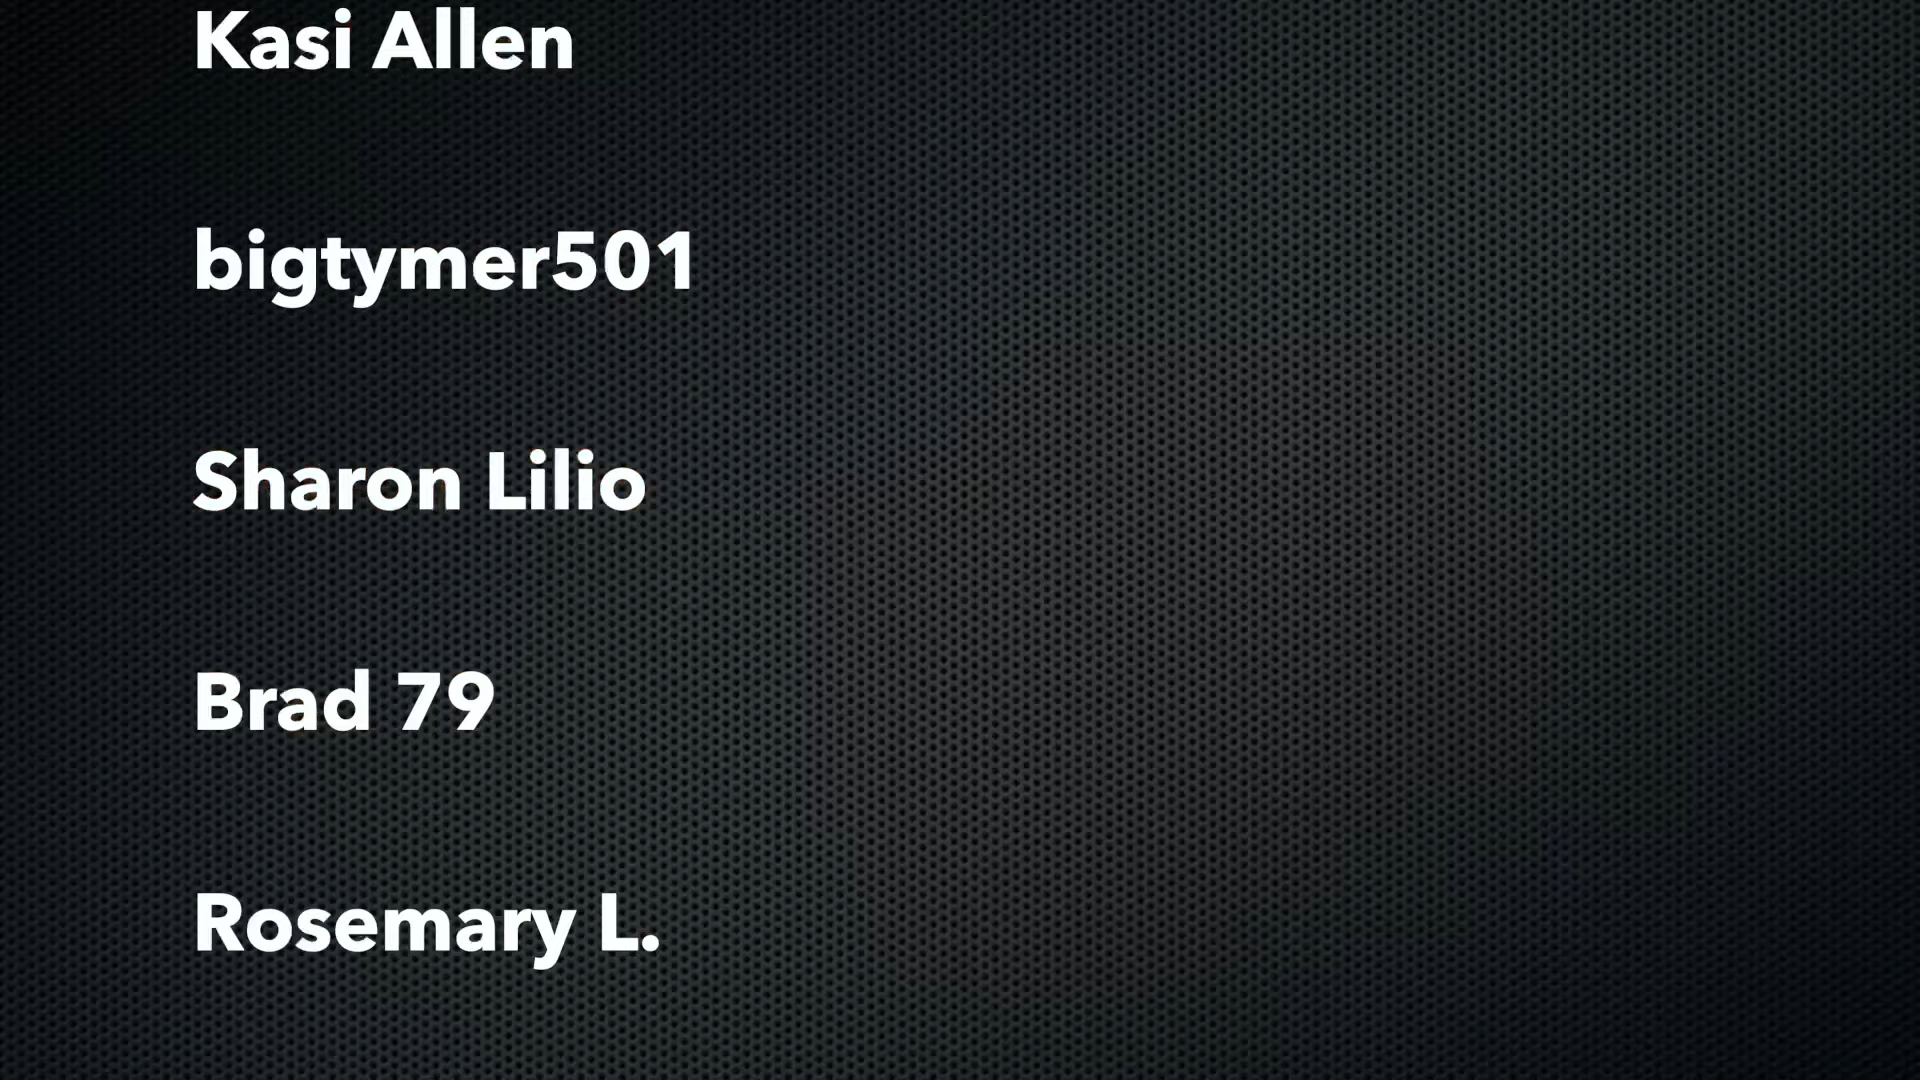 Kasi Allen
bigtymer501
Sharon Lilio
Brad 79
Rosemary L.